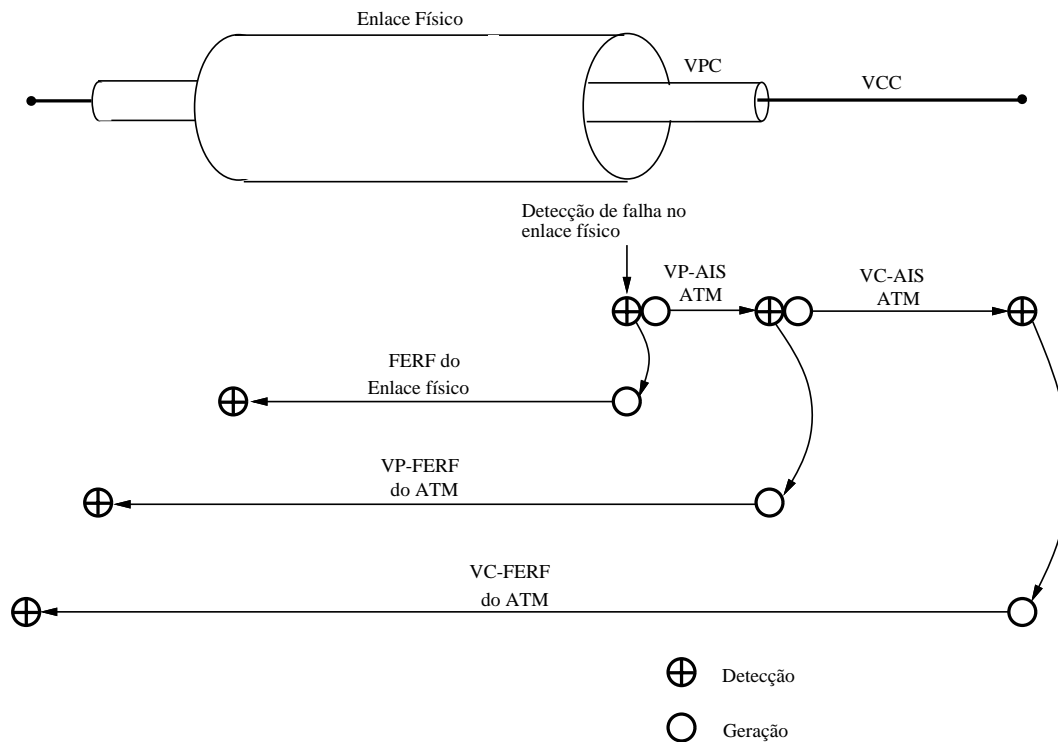 Enlace Físico
VPC
VCC
Detecção de falha no
enlace físico
VP-AIS
ATM
VC-AIS
ATM
FERF do
Enlace físico
VP-FERF
do ATM
VC-FERF
do ATM
Detecção
Geração